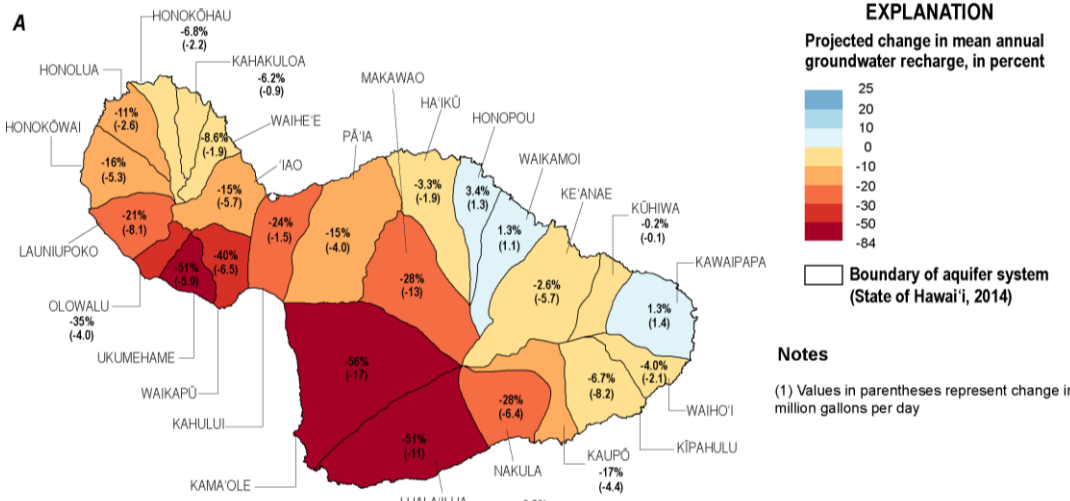 A
HONOKŌHAU
-6.8%
(-2.2)
KAHAKULOA
-6.2%
(-0.9)
HONOLUA
-11%
(-2.6)
WAIHEʻE
-8.6%
(-1.9)
HONOKŌWAI
-16%
(-5.3)
ʻIAO
-15%
(-5.7)
LAUNIUPOKO
-21%
(-8.1)
OLOWALU
-35%
(-4.0)
UKUMEHAME
-51%
(-5.9)
WAIKAPŪ
-40%
(-6.5)
KAHULUI
-24%
(-1.5)
PĀʻIA
-15%
(-4.0)
MAKAWAO
-28%
(-13)
HAʻIKŪ
-3.3%
(-1.9)
HONOPOU
3.4%
(1.3)
WAIKAMOI
1.3%
(1.1)
KEʻANAE
-2.6%
(-5.7)
KŪHIWA
-0.2%
(-0.1)
KAWAIPAPA
1.3%
(1.4)
WAIHOʻI
-4.0%
(-2.1)
KĪPAHULU
-6.7%
(-8.2)
KAUPŌ
-17%
(-4.4)
NAKULA
-28%
(-6.4)
-51%
(-11)
KAMAʻOLE
-56%
(-17)
EXPLANATION
Projected change in mean annual
groundwater recharge, in percent
25
20
10
0
-10
-20
-30
-50
-84
Boundary of aquifer system
(State of Hawaiʻi, 2014)
Notes
(1) Values in parentheses represent change in
million gallons per day